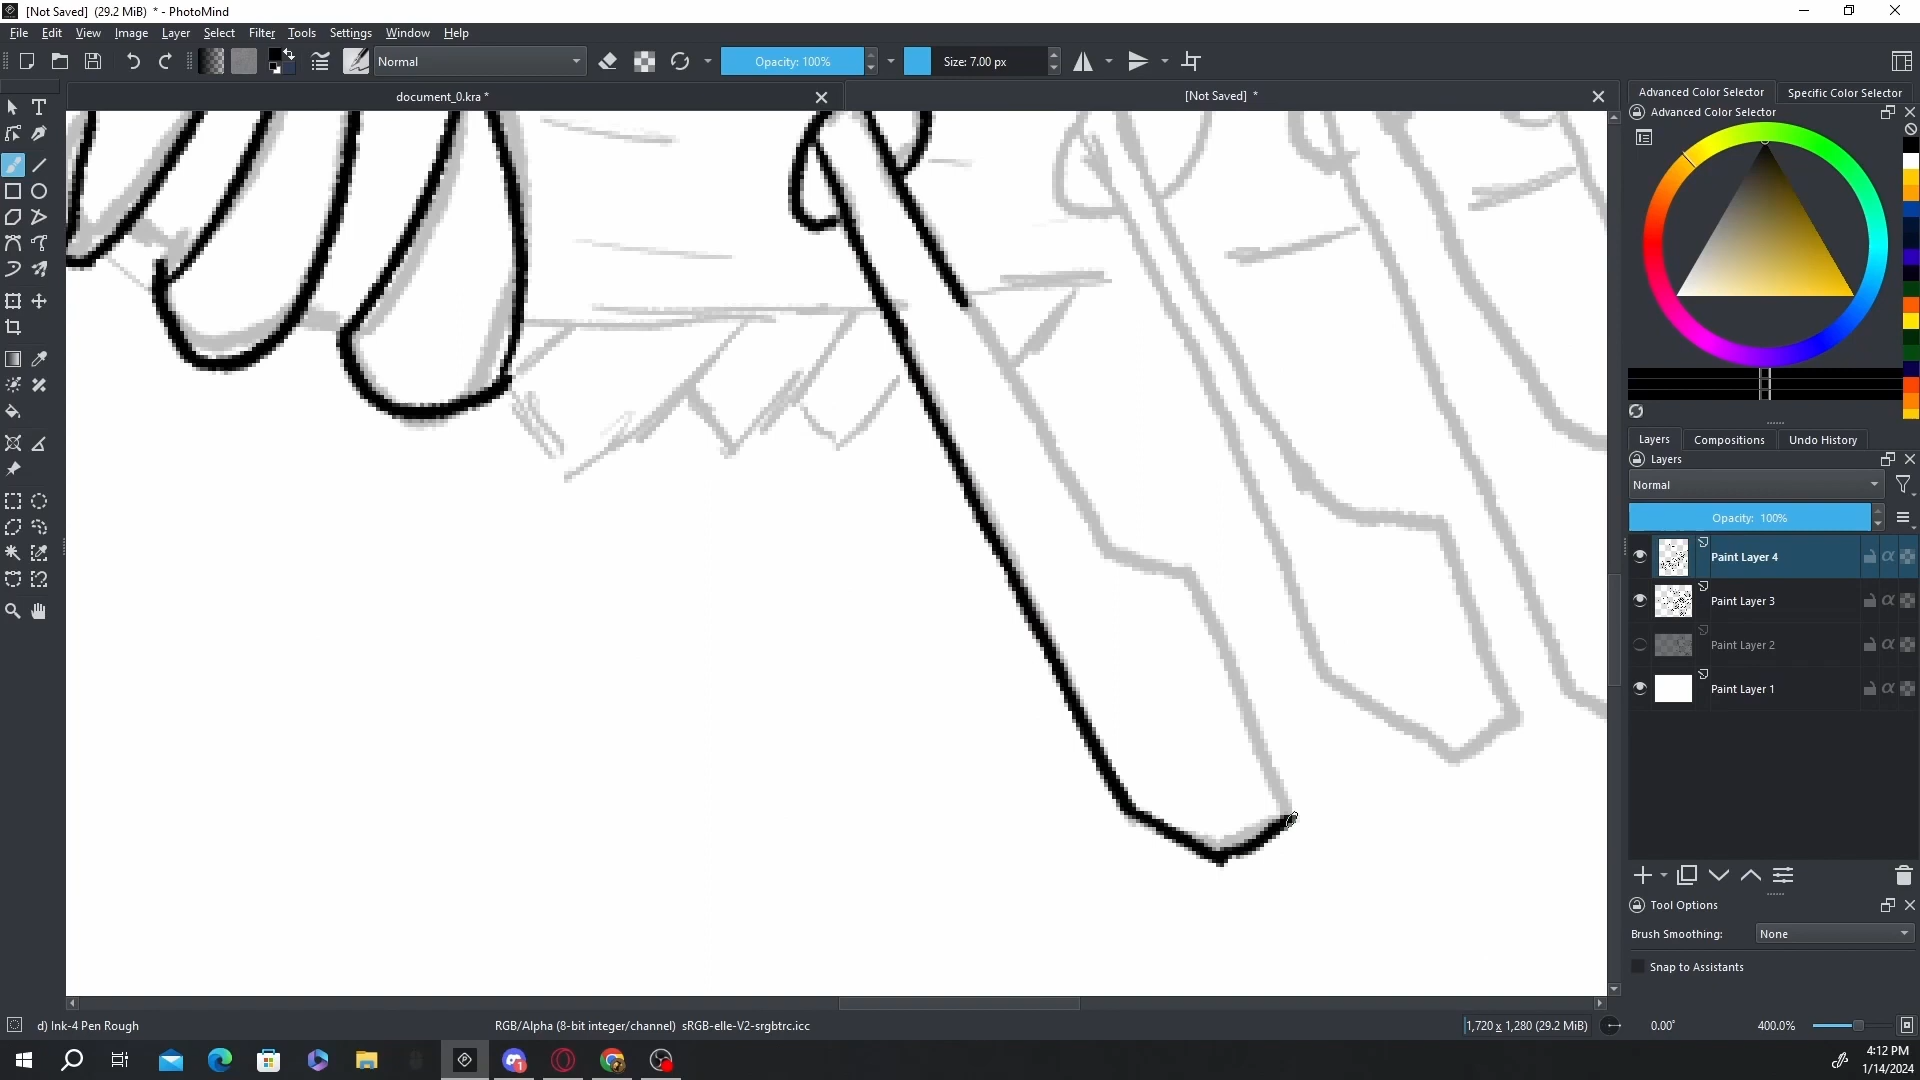 [Not Saved]  (29.2 MiB)  * - PhotoMind
File Edit View Image Layer Select Filter Tools Settings Window Help
Normal
Opacity: 100%
Size: 7.00 px
document_0.kra *
[Not Saved]  *
Advanced Color Selector
Specific Color Selector
Advanced Color Selector
Layers
Compositions
Undo History
Layers
Normal
Opacity:  100%
Paint Layer 4
Paint Layer 3
Paint Layer 2
Paint Layer 1
Tool Options
Brush Smoothing:
None
Snap to Assistants
d) Ink-4 Pen Rough
RGB/Alpha (8-bit integer/channel)  sRGB-elle-V2-srgbtrc.icc
1,720 x 1,280 (29.2 MiB)
0.00°
400.0%
1
4:12 PM
1/14/2024